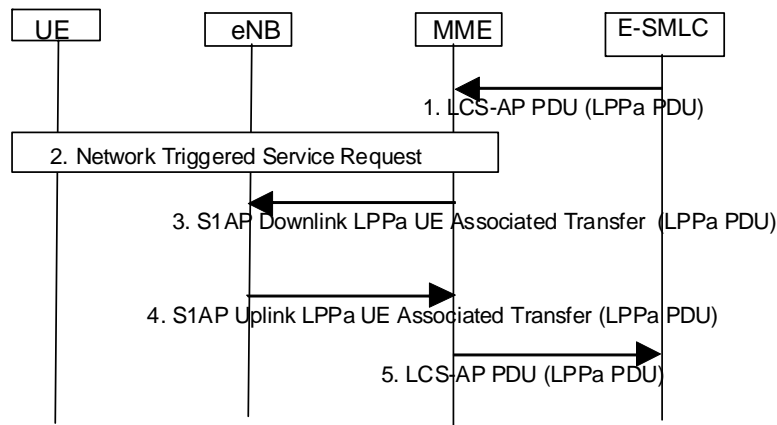 UE eNB MME E-SMLC
1. LCS-AP PDU (LPPa PDU)
2. Network Triggered Service Request
3. S1AP Downlink LPPa UE Associated Transfer (LPPa PDU)
4. S1AP Uplink LPPa UE Associated Transfer (LPPa PDU)
5. LCS-AP PDU (LPPa PDU)